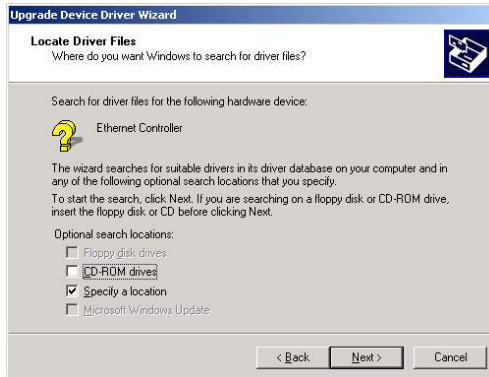 Upgrade Device Driver Wizard
Locate Driver Files
Where do you want Windows to search for driver files?
Search for driver files for the following hardware device:
Ethernet Controller
The wizard searches for suitable drivers in its driver database on your computer and in
any of the following optional search locations that you specify.
To start the search, click Next. If you are searching on a floppy disk or CD-ROM drive,
insert the floppy disk or CD before clicking Next.
Optional search locations:
Floppy disk drives
CD-ROM drives
Specify a location
Microsoft Windows Update
< Back
Next >
Cancel